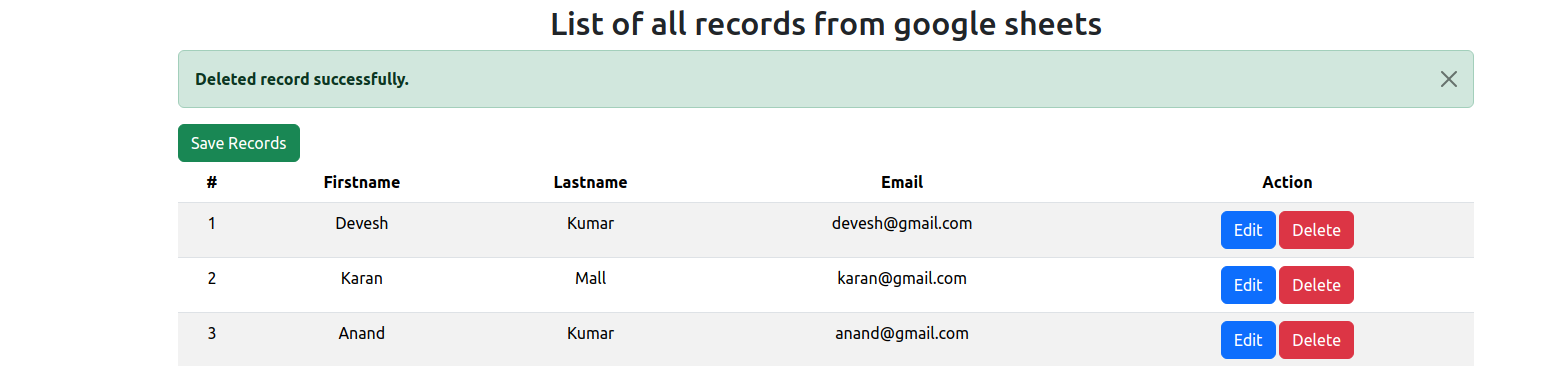 List of all records from google sheets
Deleted record successfully.
Save Records
# Firstname Lastname Email Action
1 Devesh Kumar devesh@gmail.com Edit Delete
2 Karan Mall karan@gmail.com Edit Delete
3 Anand Kumar anand@gmail.com Edit Delete